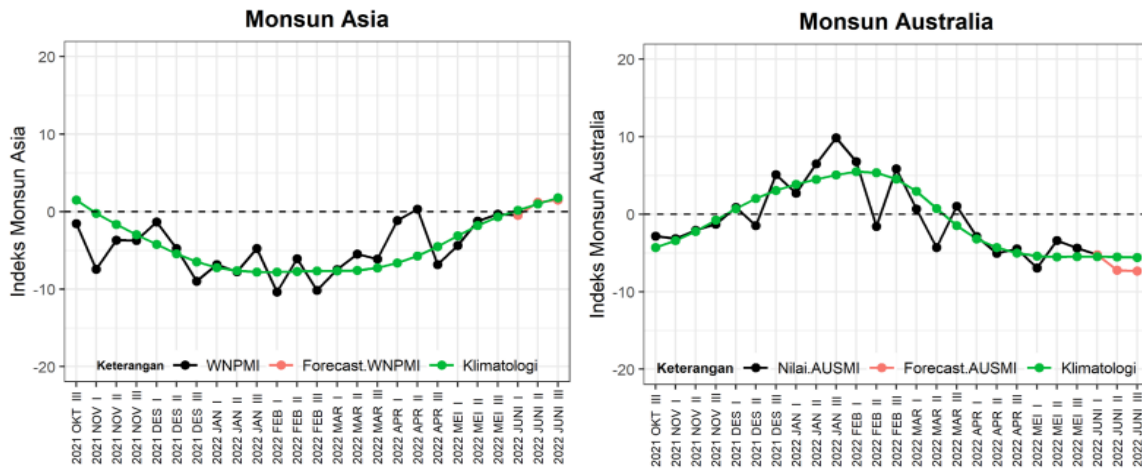 Monsun Asia
Indeks Monsun Asia
20
10
0
-10
-20
Keterangan WNPMI Forecast.WNPMI Klimatologi
2021 OKT III
2021 NOV I
2021 NOV II
2021 NOV III
2021 DES I
2021 DES II
2021 DES III
2022 JAN I
2022 JAN II
2022 JAN III
2022 FEB I
2022 FEB II
2022 FEB III
2022 MAR I
2022 MAR II
2022 MAR III
2022 APR I
2022 APR II
2022 APR III
2022 MEI I
2022 MEI II
2022 MEI III
2022 JUNI I
2022 JUNI II
2022 JUNI III
Monsun Australia
Indeks Monsun Australia
20
10
0
-10
-20
Keterangan Nilai.AUSMI Forecast.AUSMI Klimatologi
2021 OKT III
2021 NOV I
2021 NOV II
2021 NOV III
2021 DES I
2021 DES II
2021 DES III
2022 JAN I
2022 JAN II
2022 JAN III
2022 FEB I
2022 FEB II
2022 FEB III
2022 MAR I
2022 MAR II
2022 MAR III
2022 APR I
2022 APR II
2022 APR III
2022 MEI I
2022 MEI II
2022 MEI III
2022 JUNI I
2022 JUNI II
2022 JUNI III